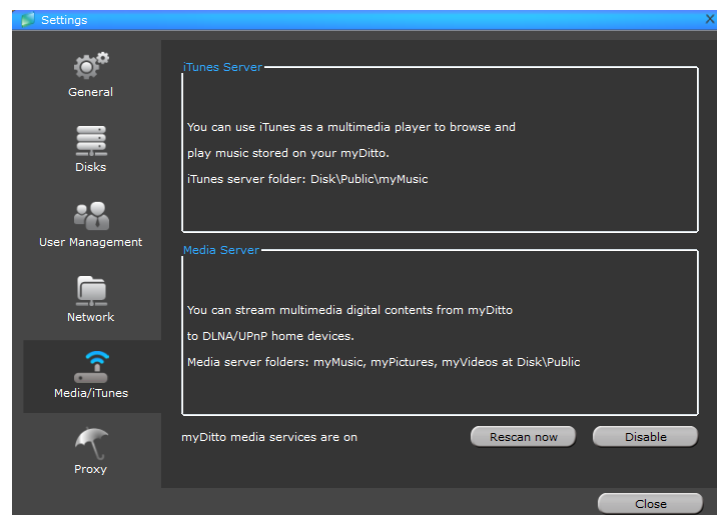 Settings
X
General
Disks
User Management
Network
Media/iTunes
Proxy
iTunes Server
You can use iTunes as a multimedia player to browse and
play music stored on your myDitto.
iTunes server folder: Disk\Public\myMusic
Media Server
You can stream multimedia digital contents from myDitto
to DLNA/UPnP home devices.
Media server folders: myMusic, myPictures, myVideos at Disk\Public
myDitto media services are on
Rescan now
Disable
Close